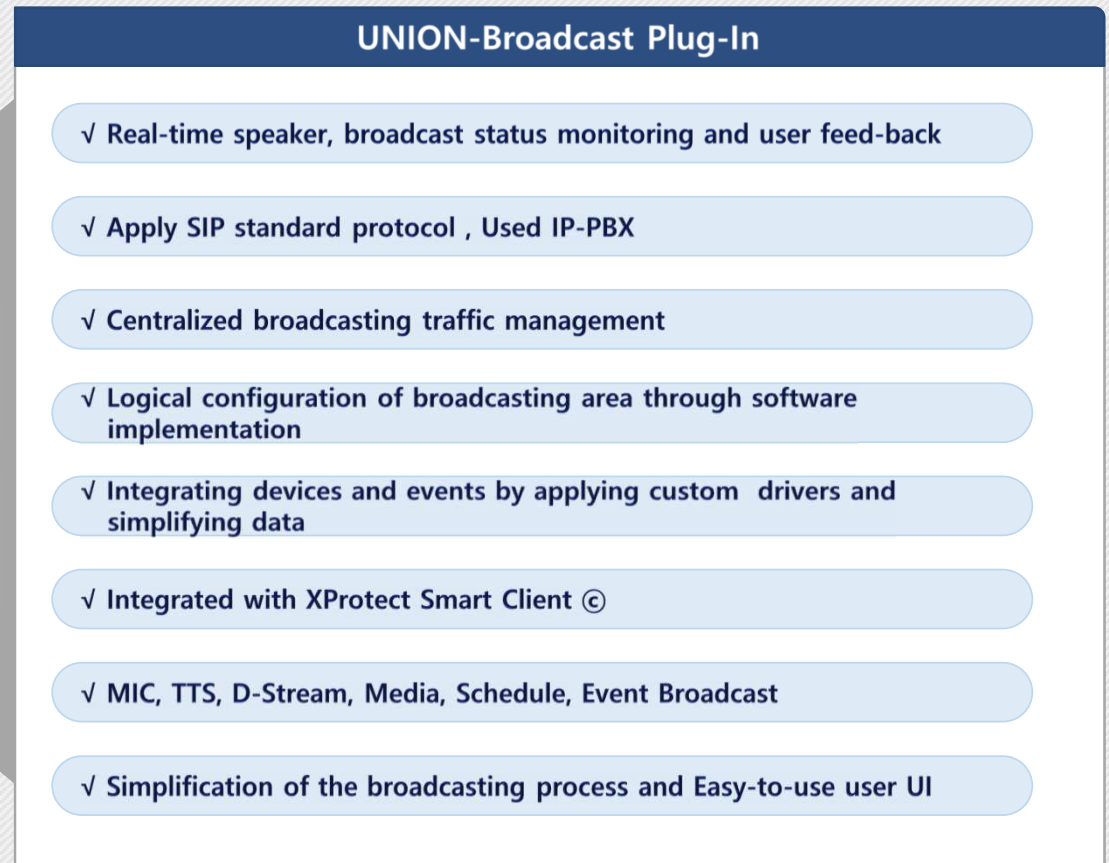 UNION-Broadcast Plug-In
√ Real-time speaker, broadcast status monitoring and user feed-back
√ Apply SIP standard protocol , Used IP-PBX
√ Centralized broadcasting traffic management
√ Logical configuration of broadcasting area through software
implementation
√ Integrating devices and events by applying custom  drivers and
simplifying data
√ Integrated with XProtect Smart Client ⓒ
√ MIC, TTS, D-Stream, Media, Schedule, Event Broadcast
√ Simplification of the broadcasting process and Easy-to-use user UI